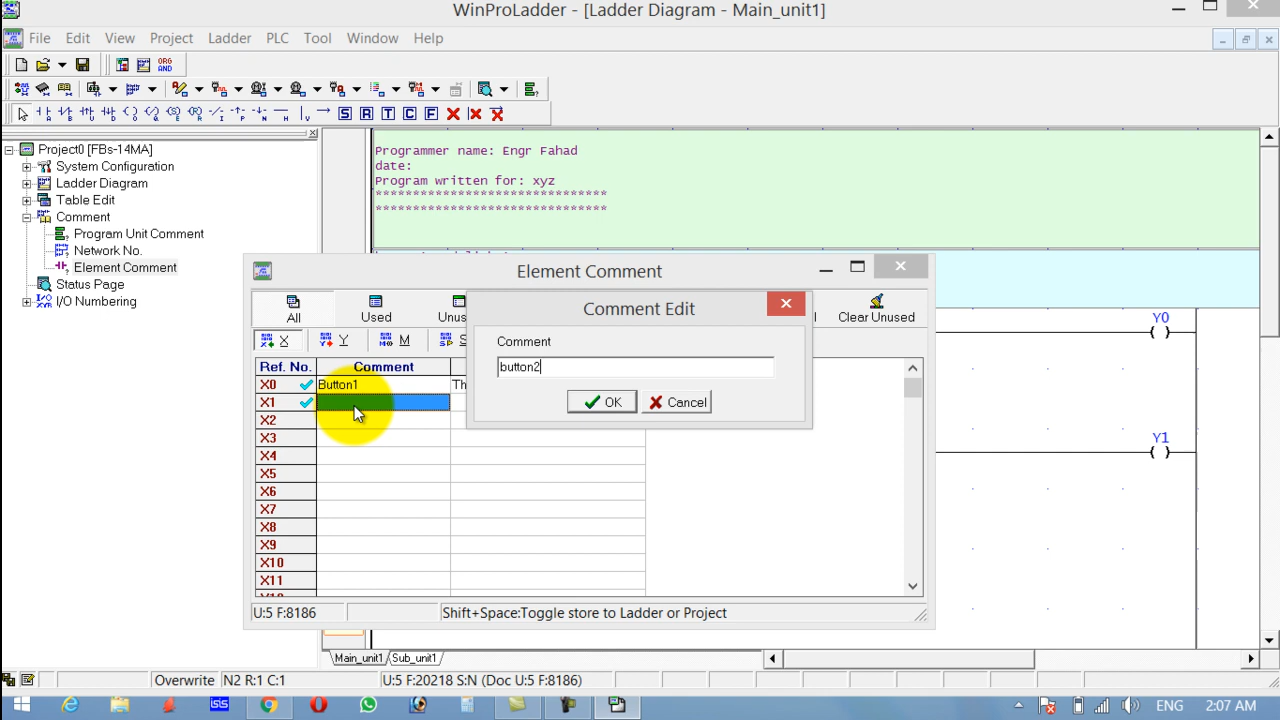 WinProLadder - [Ladder Diagram - Main_unit1]
File Edit View Project Ladder PLC Tool Window Help
ORG
AND
S R T C F
Project0 [FBs-14MA]
System Configuration
Ladder Diagram
Table Edit
Comment
Program Unit Comment
Network No.
Element Comment
Status Page
I/O Numbering
Programmer name: Engr Fahad
date:
Program written for: xyz
*******************************
*******************************
Y0
Y1
Element Comment
All
Used
Clear Unused
X Y M
Ref. No. Comment
X0 Button1 Th
X1
X2
X3
X4
X5
X6
X7
X8
X9
X10
X11
U:5 F:8186 Shift+Space:Toggle store to Ladder or Project
Comment Edit
Comment
button2
OK Cancel
Main_unit1 Sub_unit1
Overwrite N2 R:1 C:1 U:5 F:20218 S:N (Doc U:5 F:8186)
isis
ENG 2:07 AM